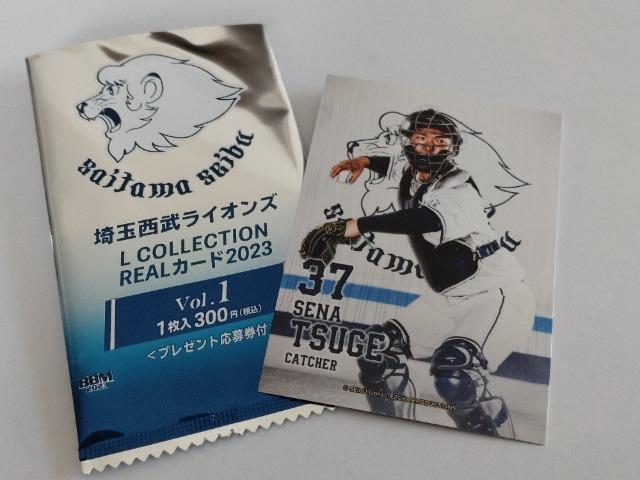 Saitama Seibu
埼玉西武ライオンズ
L COLLECTION
REALカード2023
Vol.1
1枚入300円(税込)
<プレゼント応募券付
BBM
2023
37
SENA
TSUGE
CATCHER